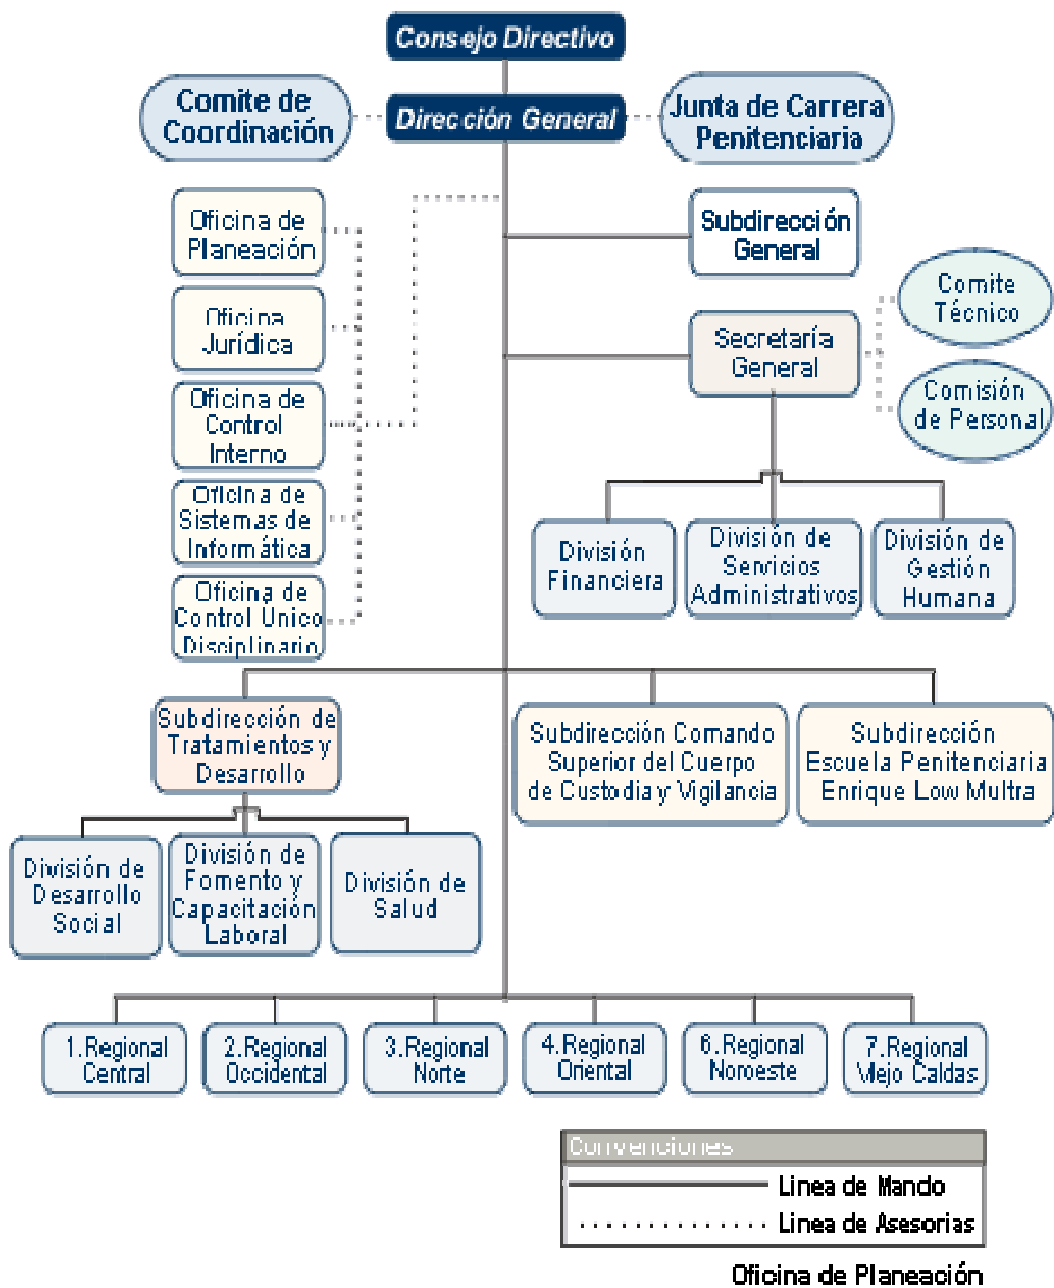 Consejo Directivo
Comite de
Coordinación
Dirección General
Junta de Carrera
Penitenciaria
Oficina de
Planeación
Subdirección
General
Oficina
Jurídica
Secretaría
General
Comite
Técnico
Comisión
de Personal
Oficina de
Control
Interno
Oficina de
Sistemas de
Informática
Oficina de
Control Unico
Disciplinario
División
Financiera
División de
Servicios
Administrativos
División de
Gestión
Humana
Subdirección de
Tratamientos y
Desarrollo
Subdirección Comando
Superior del Cuerpo
de Custodia y Vigilancia
Subdirección
Escuela Penitenciaria
Enrique Low Multra
División de
Desarrollo
Social
División de
Fomento y
Capacitación
Laboral
División de
Salud
1.Regional
Central
2.Regional
Occidental
3.Regional
Norte
4.Regional
Oriental
6.Regional
Noroeste
7.Regional
Viejo Caldas
Convenciones
Linea de Mando
Linea de Asesorias
Oficina de Planeación